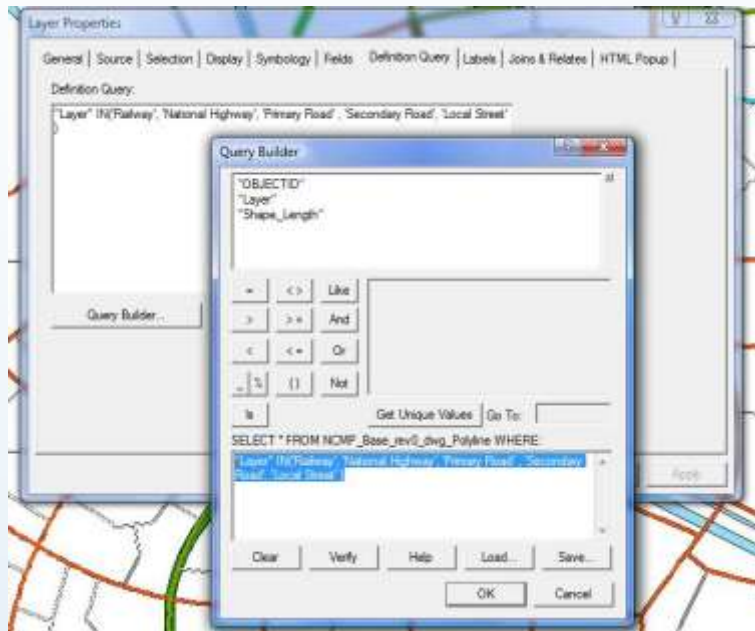 Layer Properties
General | Source | Selection | Display | Symbology | Fields | Definition Query | Labels | Joins & Relates | HTML Popup
Definition Query:
"Layer" IN('Railway', 'National Highway', 'Primary Road' , 'Secondary Road', 'Local Street'
)
Query Builder...
Query Builder
"OBJECTID"
"Layer"
"Shape_Length"
= < > Like
> > = And
< < = Or
_ % ( ) Not
Is Get Unique Values Go To:
SELECT * FROM NCMP_Base_rev0_dwg_Polyline WHERE:
"Layer" IN('Railway', 'National Highway', 'Primary Road' , 'Secondary
Road', 'Local Street' )
Clear Verify Help Load... Save...
OK Cancel
Apply